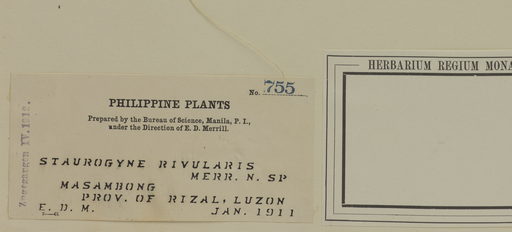 HERBARIUM REGIUM MONA
No. 755
PHILIPPINE PLANTS
Prepared by the Bureau of Science, Manila, P. I.,
under the Direction of E. D. Merrill.
STAUROGYNE RIVULARIS
MERR. N. SP
MASAMBONG
PROV. OF RIZAL, LUZON
E. D. M. JAN. 1911